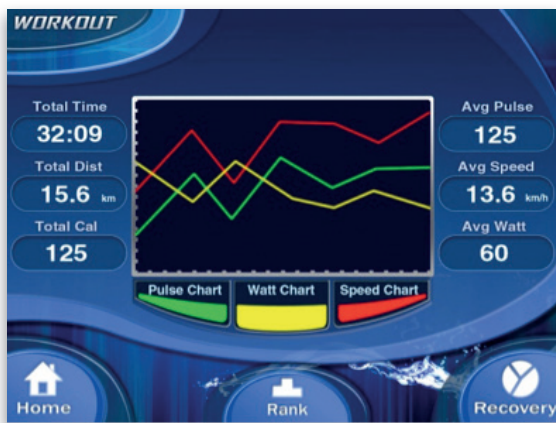 WORKOUT
Total Time
32:09
Total Dist
15.6 km
Total Cal
125
Avg Pulse
125
Avg Speed
13.6 km/h
Avg Watt
60
Pulse Chart
Watt Chart
Speed Chart
Home
Rank
Recovery